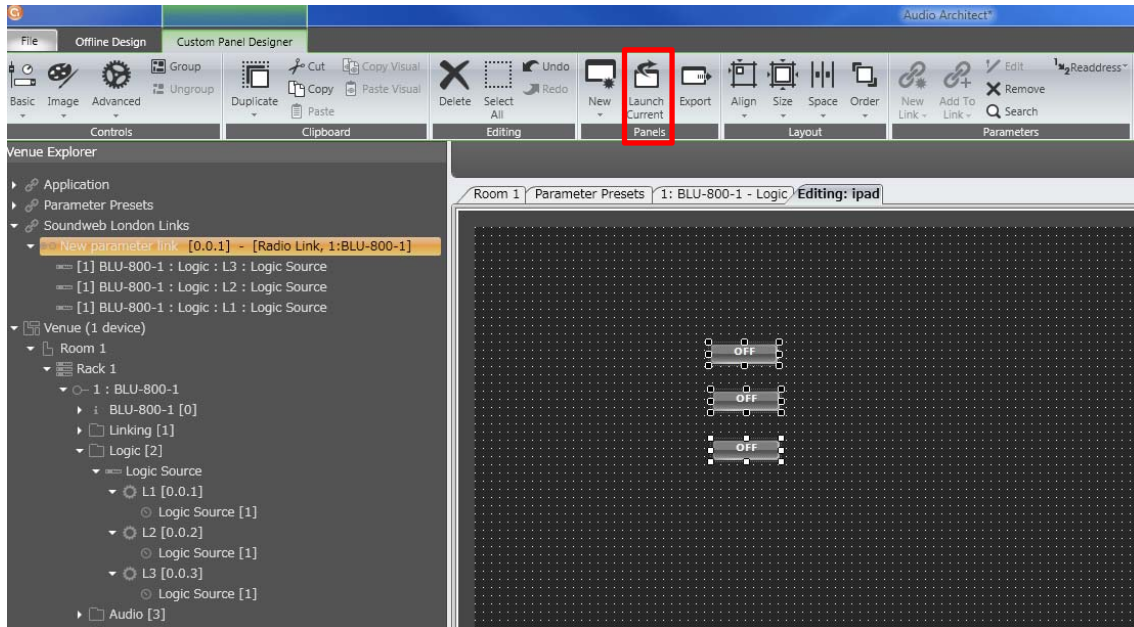 Audio Architect*
File Offline Design Custom Panel Designer
Group Cut Copy Visual Undo Edit Readdress
Ungroup Copy Paste Visual Redo Remove
Basic Image Advanced Duplicate Paste Delete Select All New Launch Current Export Align Size Space Order New Link Add To Link Search
Controls Clipboard Editing Panels Layout Parameters
Venue Explorer
Application
Parameter Presets
Soundweb London Links
New parameter link [0.0.1] - [Radio Link, 1:BLU-800-1]
[1] BLU-800-1 : Logic : L3 : Logic Source
[1] BLU-800-1 : Logic : L2 : Logic Source
[1] BLU-800-1 : Logic : L1 : Logic Source
Venue (1 device)
Room 1
Rack 1
1 : BLU-800-1
BLU-800-1 [0]
Linking [1]
Logic [2]
Logic Source
L1 [0.0.1]
Logic Source [1]
L2 [0.0.2]
Logic Source [1]
L3 [0.0.3]
Logic Source [1]
Audio [3]
Room 1 Parameter Presets 1: BLU-800-1 - Logic Editing: ipad
OFF
OFF
OFF